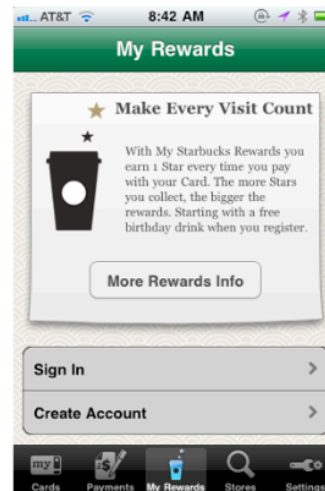 AT&T 8:42 AM
My Rewards
Make Every Visit Count
With My Starbucks Rewards you
earn 1 Star every time you pay
with your Card. The more Stars
you collect, the bigger the
rewards. Starting with a free
birthday drink when you register.
More Rewards Info
Sign In
Create Account
my
$
Cards Payments My Rewards Stores Settings